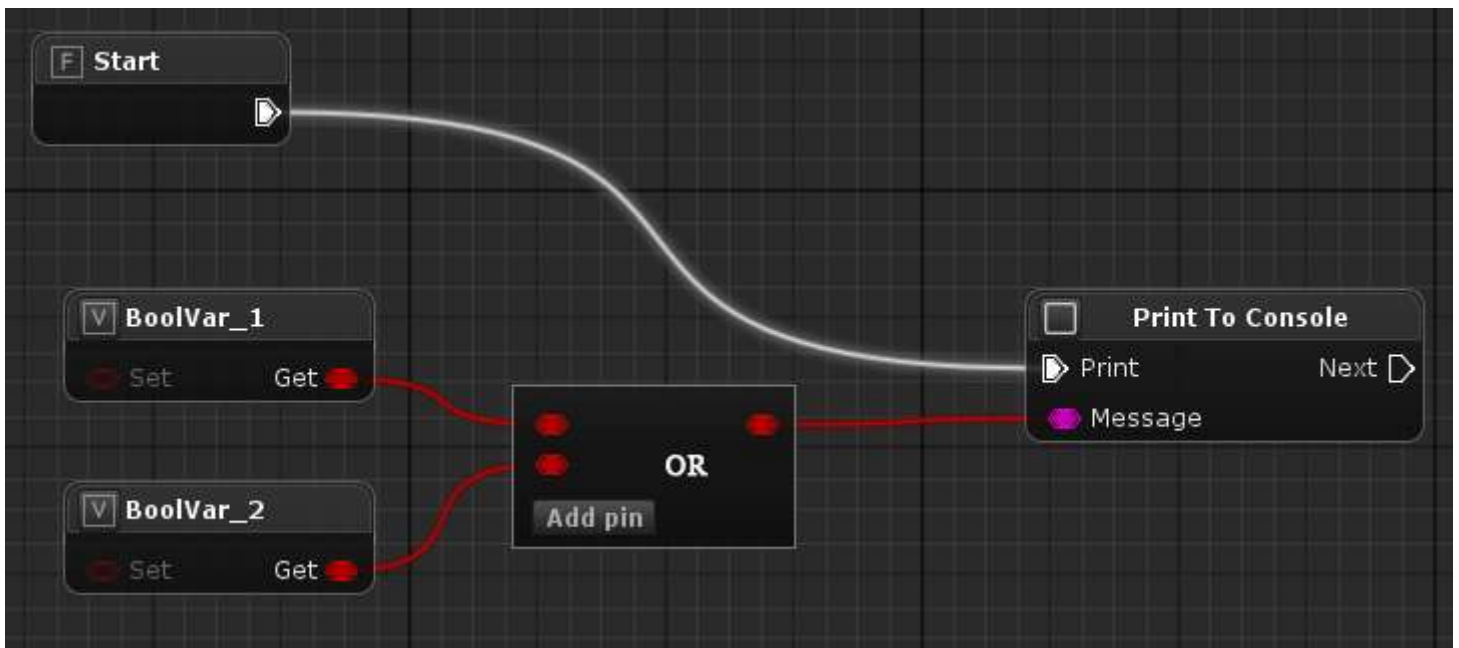 F Start
V BoolVar_1
Set Get
V BoolVar_2
Set Get
OR
Add pin
Print To Console
Print Next
Message